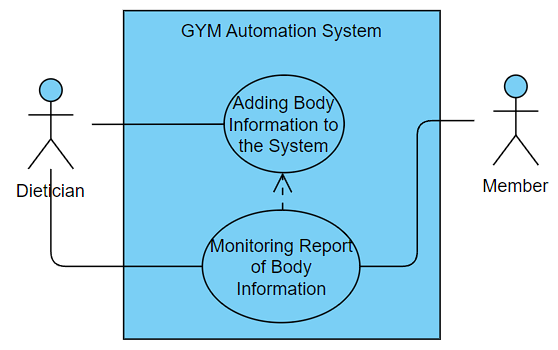 GYM Automation System
Adding Body
Information to
the System
Dietician
Member
Monitoring Report
of Body
Information